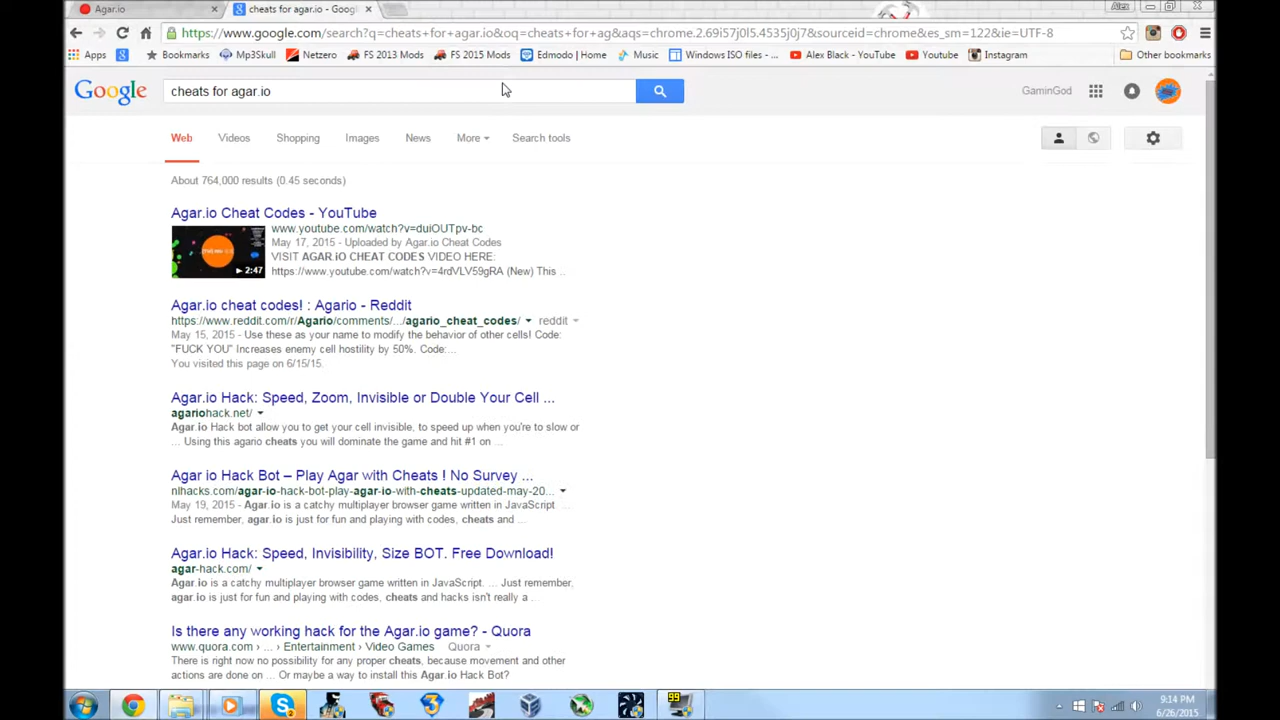 Agar.io
cheats for agar.io - Googl
Alex
https://www.google.com/search?q=cheats+for+agar.io&oq=cheats+for+ag&aqs=chrome.2.69i57j0l5.4535j0j7&sourceid=chrome&es_sm=122&ie=UTF-8
Apps
Bookmarks
Mp3Skull
Netzero
FS 2013 Mods
FS 2015 Mods
Edmodo | Home
Music
Windows ISO files - ...
Alex Black - YouTube
Youtube
Instagram
Other bookmarks
Google
cheats for agar.io
GaminGod
Web
Videos
Shopping
Images
News
More
Search tools
About 764,000 results (0.45 seconds)
Agar.io Cheat Codes - YouTube
www.youtube.com/watch?v=duiOUTpv-bc
May 17, 2015 - Uploaded by Agar.io Cheat Codes
VISIT AGAR.iO CHEAT CODES VIDEO HERE:
https://www.youtube.com/watch?v=4rdVLV59gRA (New) This ..
2:47
Agar.io cheat codes! : Agario - Reddit
https://www.reddit.com/r/Agario/comments/.../agario_cheat_codes/ reddit
May 15, 2015 - Use these as your name to modify the behavior of other cells! Code:
"FUCK YOU" Increases enemy cell hostility by 50%. Code:...
You visited this page on 6/15/15.
Agar.io Hack: Speed, Zoom, Invisible or Double Your Cell ...
agariohack.net/
Agar.io Hack bot allow you to get your cell invisible, to speed up when you're to slow or
... Using this agario cheats you will dominate the game and hit #1 on ...
Agar io Hack Bot – Play Agar with Cheats ! No Survey ...
nlhacks.com/agar-io-hack-bot-play-agar-io-with-cheats-updated-may-20...
May 19, 2015 - Agar.io is a catchy multiplayer browser game written in JavaScript ...
Just remember, agar.io is just for fun and playing with codes, cheats and ...
Agar.io Hack: Speed, Invisibility, Size BOT. Free Download!
agar-hack.com/
Agar.io is a catchy multiplayer browser game written in JavaScript. ... Just remember,
agar.io is just for fun and playing with codes, cheats and hacks isn't really a ...
Is there any working hack for the Agar.io game? - Quora
www.quora.com › ... › Entertainment › Video Games Quora
There is right now no possibility for any proper cheats, because movement and other
actions are done on ... Or maybe a way to install this Agar.io Hack Bot?
99
9:14 PM
6/26/2015